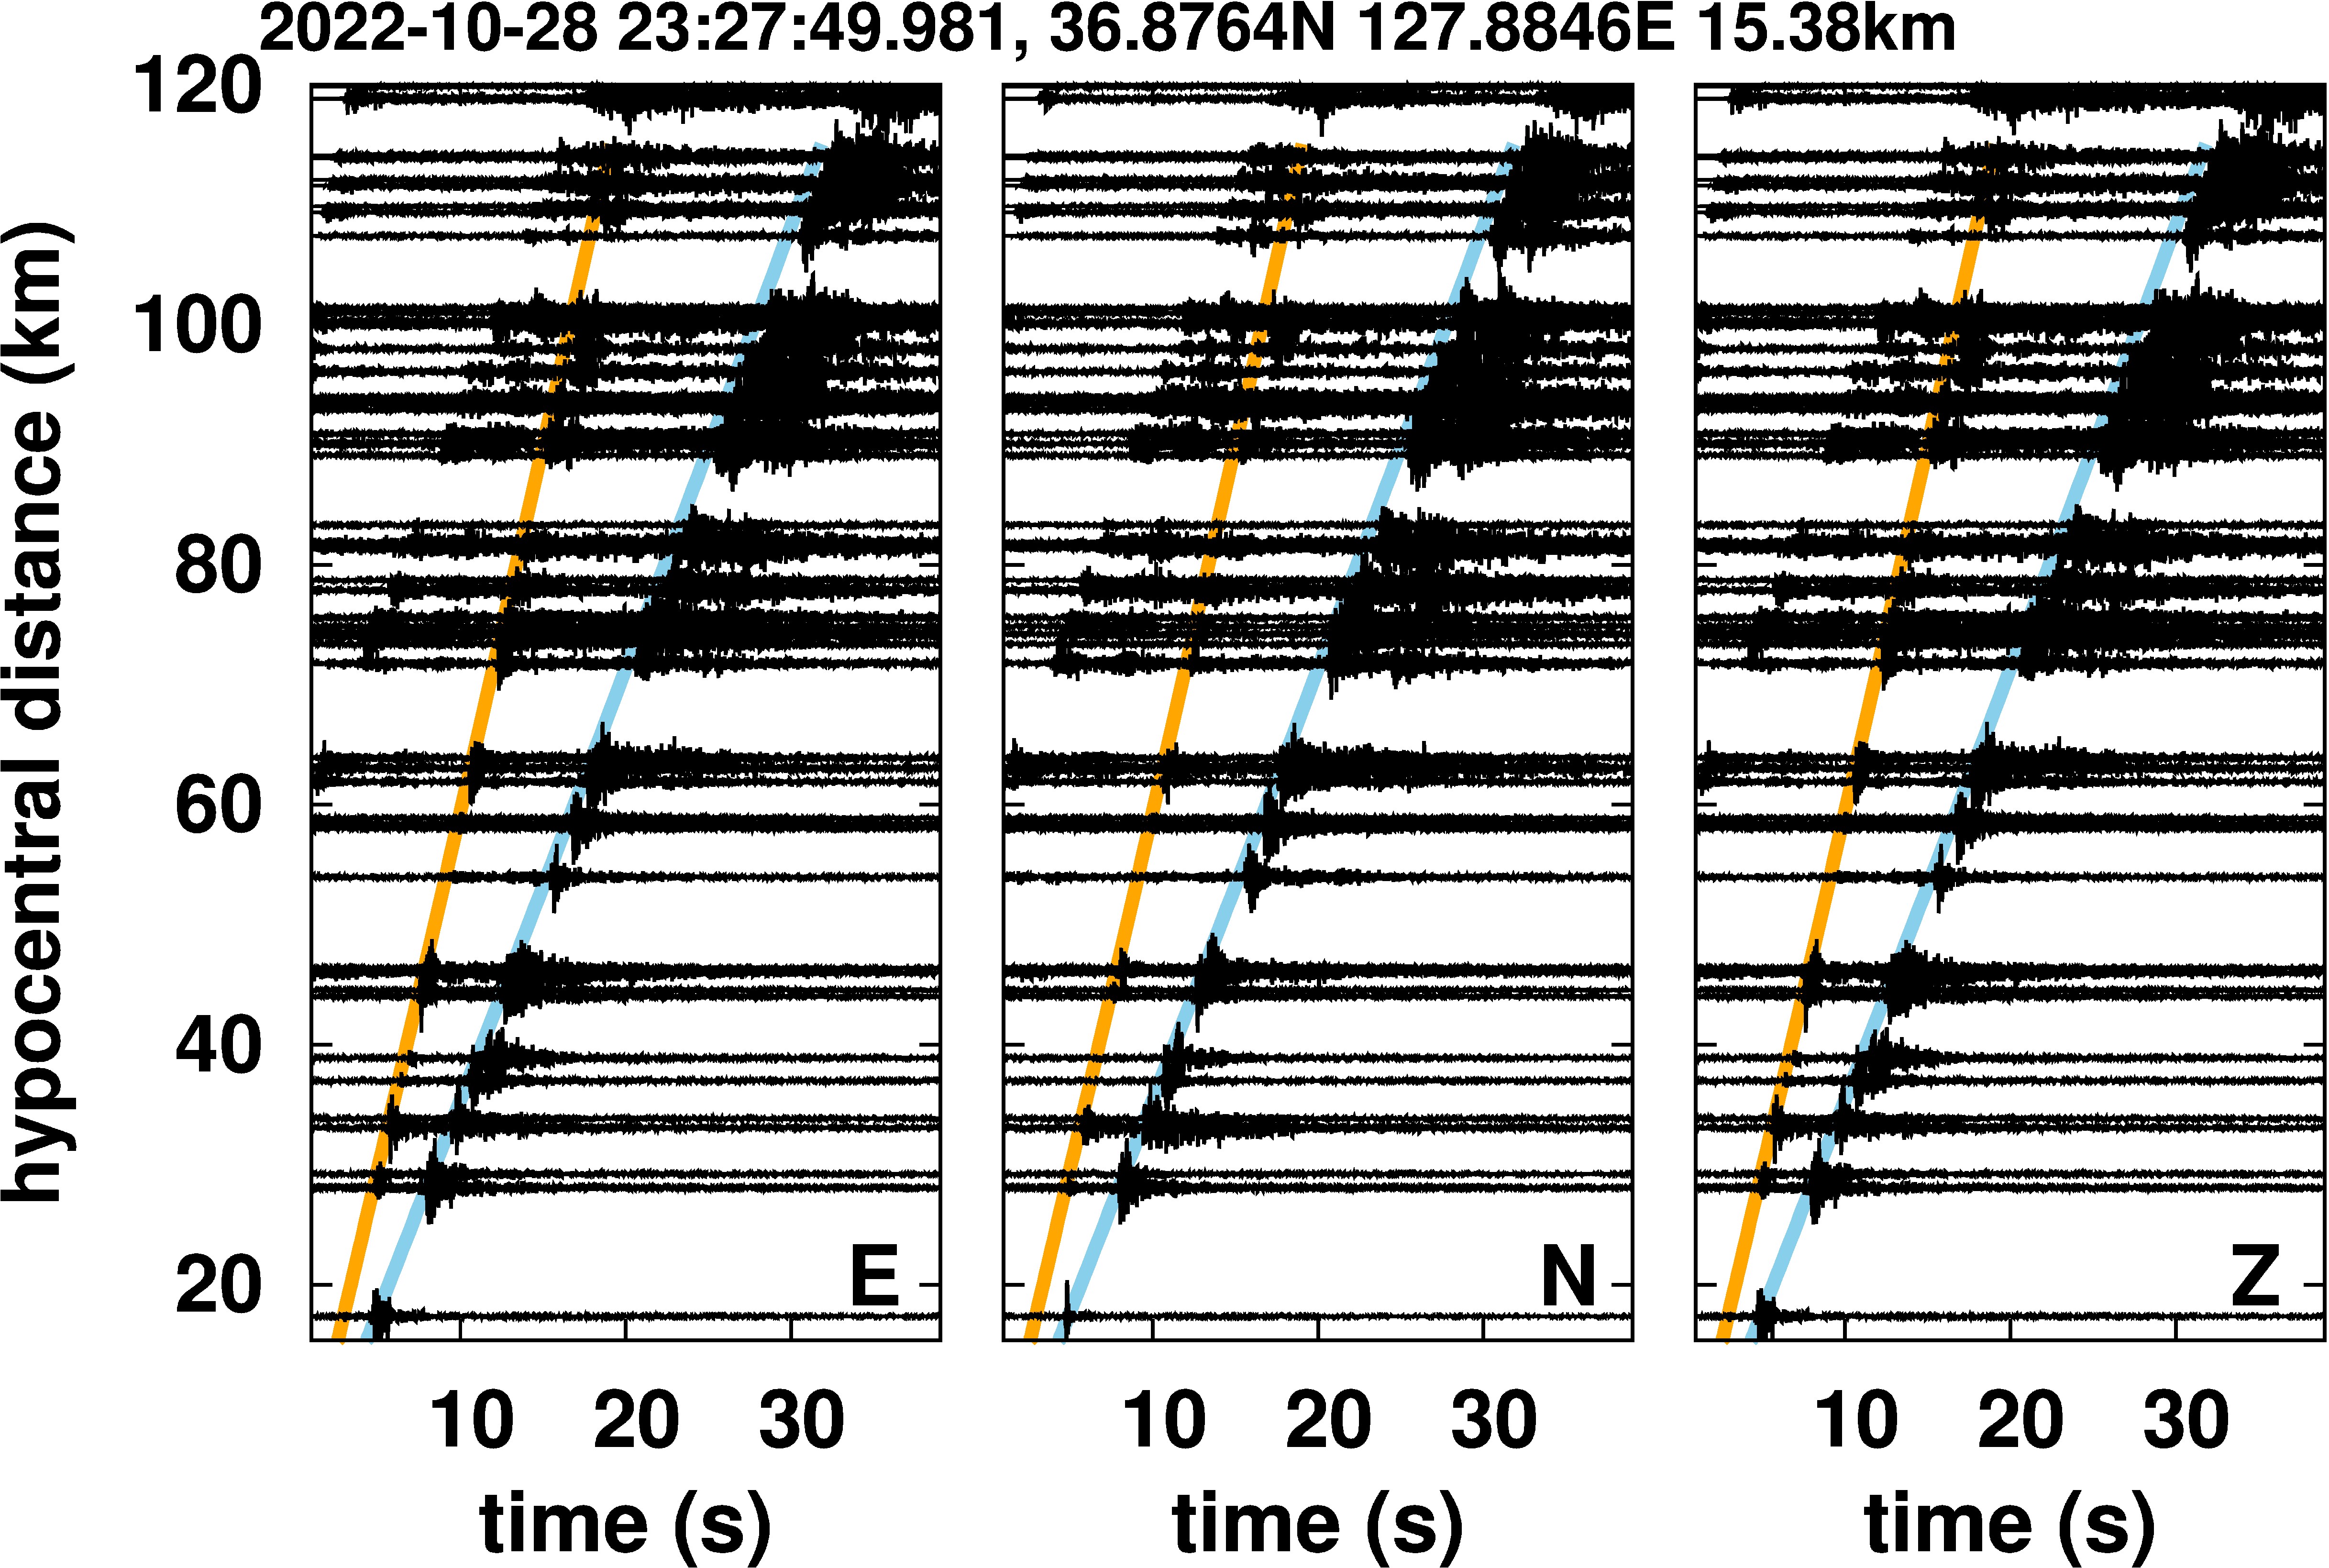 2022-10-28 23:27:49.981, 36.8764N 127.8846E 15.38km
hypocentral distance (km)
120
100
80
60
40
20
E
N
Z
10 20 30
10 20 30
10 20 30
time (s)
time (s)
time (s)